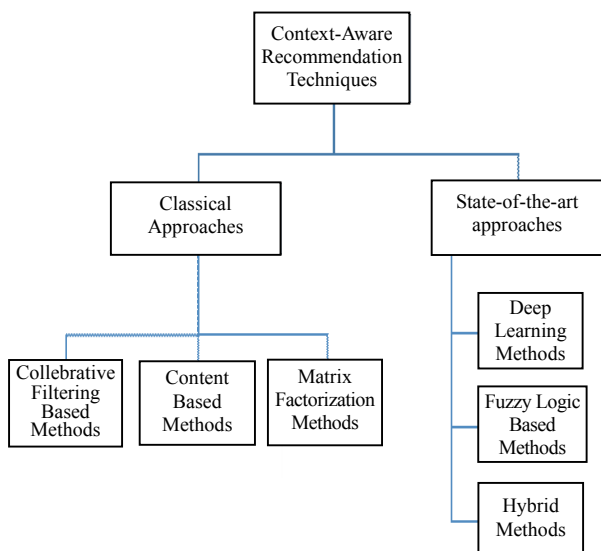 Context-Aware
Recommendation
Techniques
Classical
Approaches
State-of-the-art
approaches
Collebrative
Filtering
Based
Methods
Content
Based
Methods
Matrix
Factorization
Methods
Deep
Learning
Methods
Fuzzy Logic
Based
Methods
Hybrid
Methods